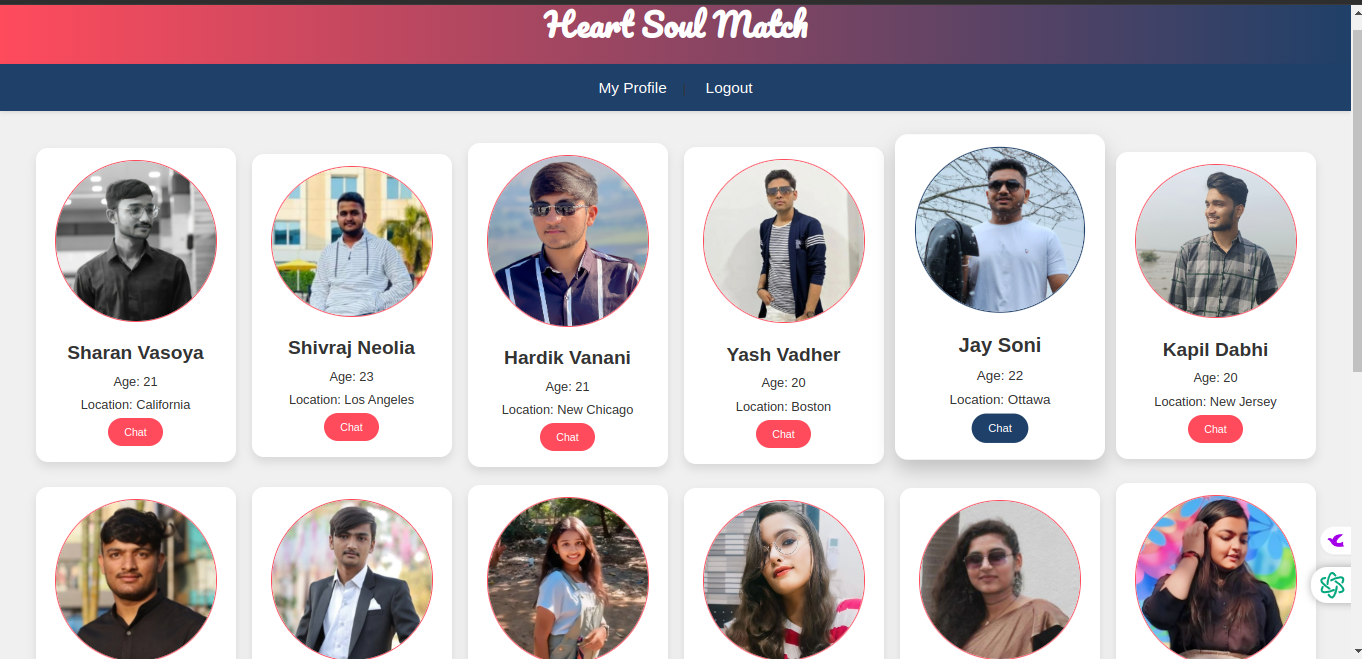 Heart Soul Match
My Profile | Logout
Sharan Vasoya
Age: 21
Location: California
Chat
Shivraj Neolia
Age: 23
Location: Los Angeles
Chat
Hardik Vanani
Age: 21
Location: New Chicago
Chat
Yash Vadher
Age: 20
Location: Boston
Chat
Jay Soni
Age: 22
Location: Ottawa
Chat
Kapil Dabhi
Age: 20
Location: New Jersey
Chat